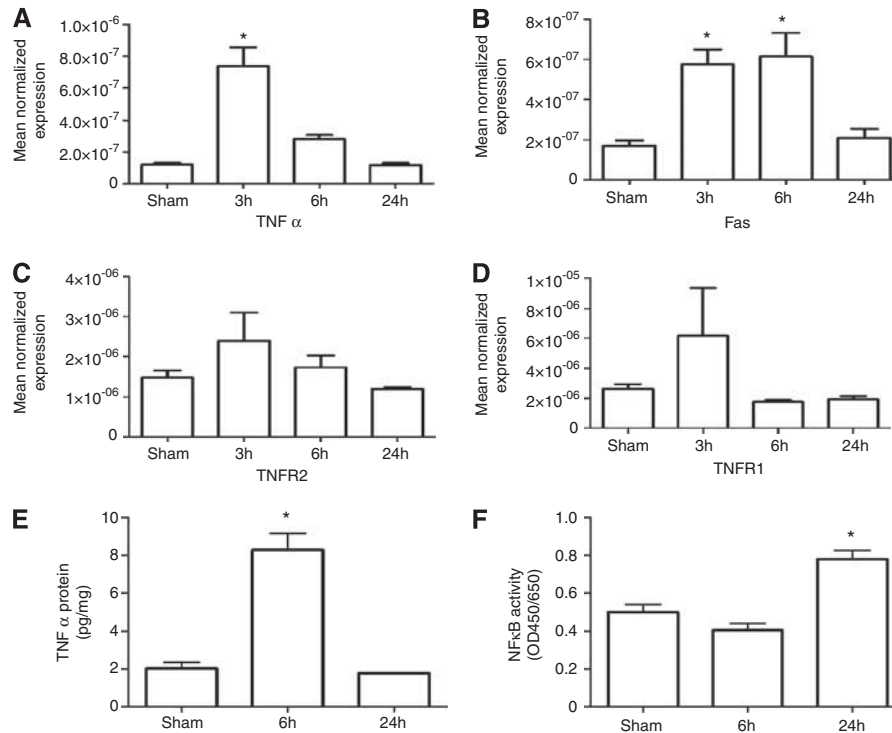 A
Mean normalized
expression
1.0×10⁻⁶
8.0×10⁻⁷
6.0×10⁻⁷
4.0×10⁻⁷
2.0×10⁻⁷
0
*
Sham 3h 6h 24h
TNF α
B
Mean normalized
expression
8×10⁻⁰⁷
6×10⁻⁰⁷
4×10⁻⁰⁷
2×10⁻⁰⁷
0
* *
Sham 3h 6h 24h
Fas
C
Mean normalized
expression
4×10⁻⁰⁶
3×10⁻⁰⁶
2×10⁻⁰⁶
1×10⁻⁰⁶
0
Sham 3h 6h 24h
TNFR2
D
Mean normalized
expression
1×10⁻⁰⁵
8×10⁻⁰⁶
6×10⁻⁰⁶
4×10⁻⁰⁶
2×10⁻⁰⁶
0
Sham 3h 6h 24h
TNFR1
E
TNF α protein
(pg/mg)
10
8
6
4
2
0
*
Sham 6h 24h
F
NFκB activity
(OD450/650)
1.0
0.8
0.6
0.4
0.2
0
*
Sham 6h 24h